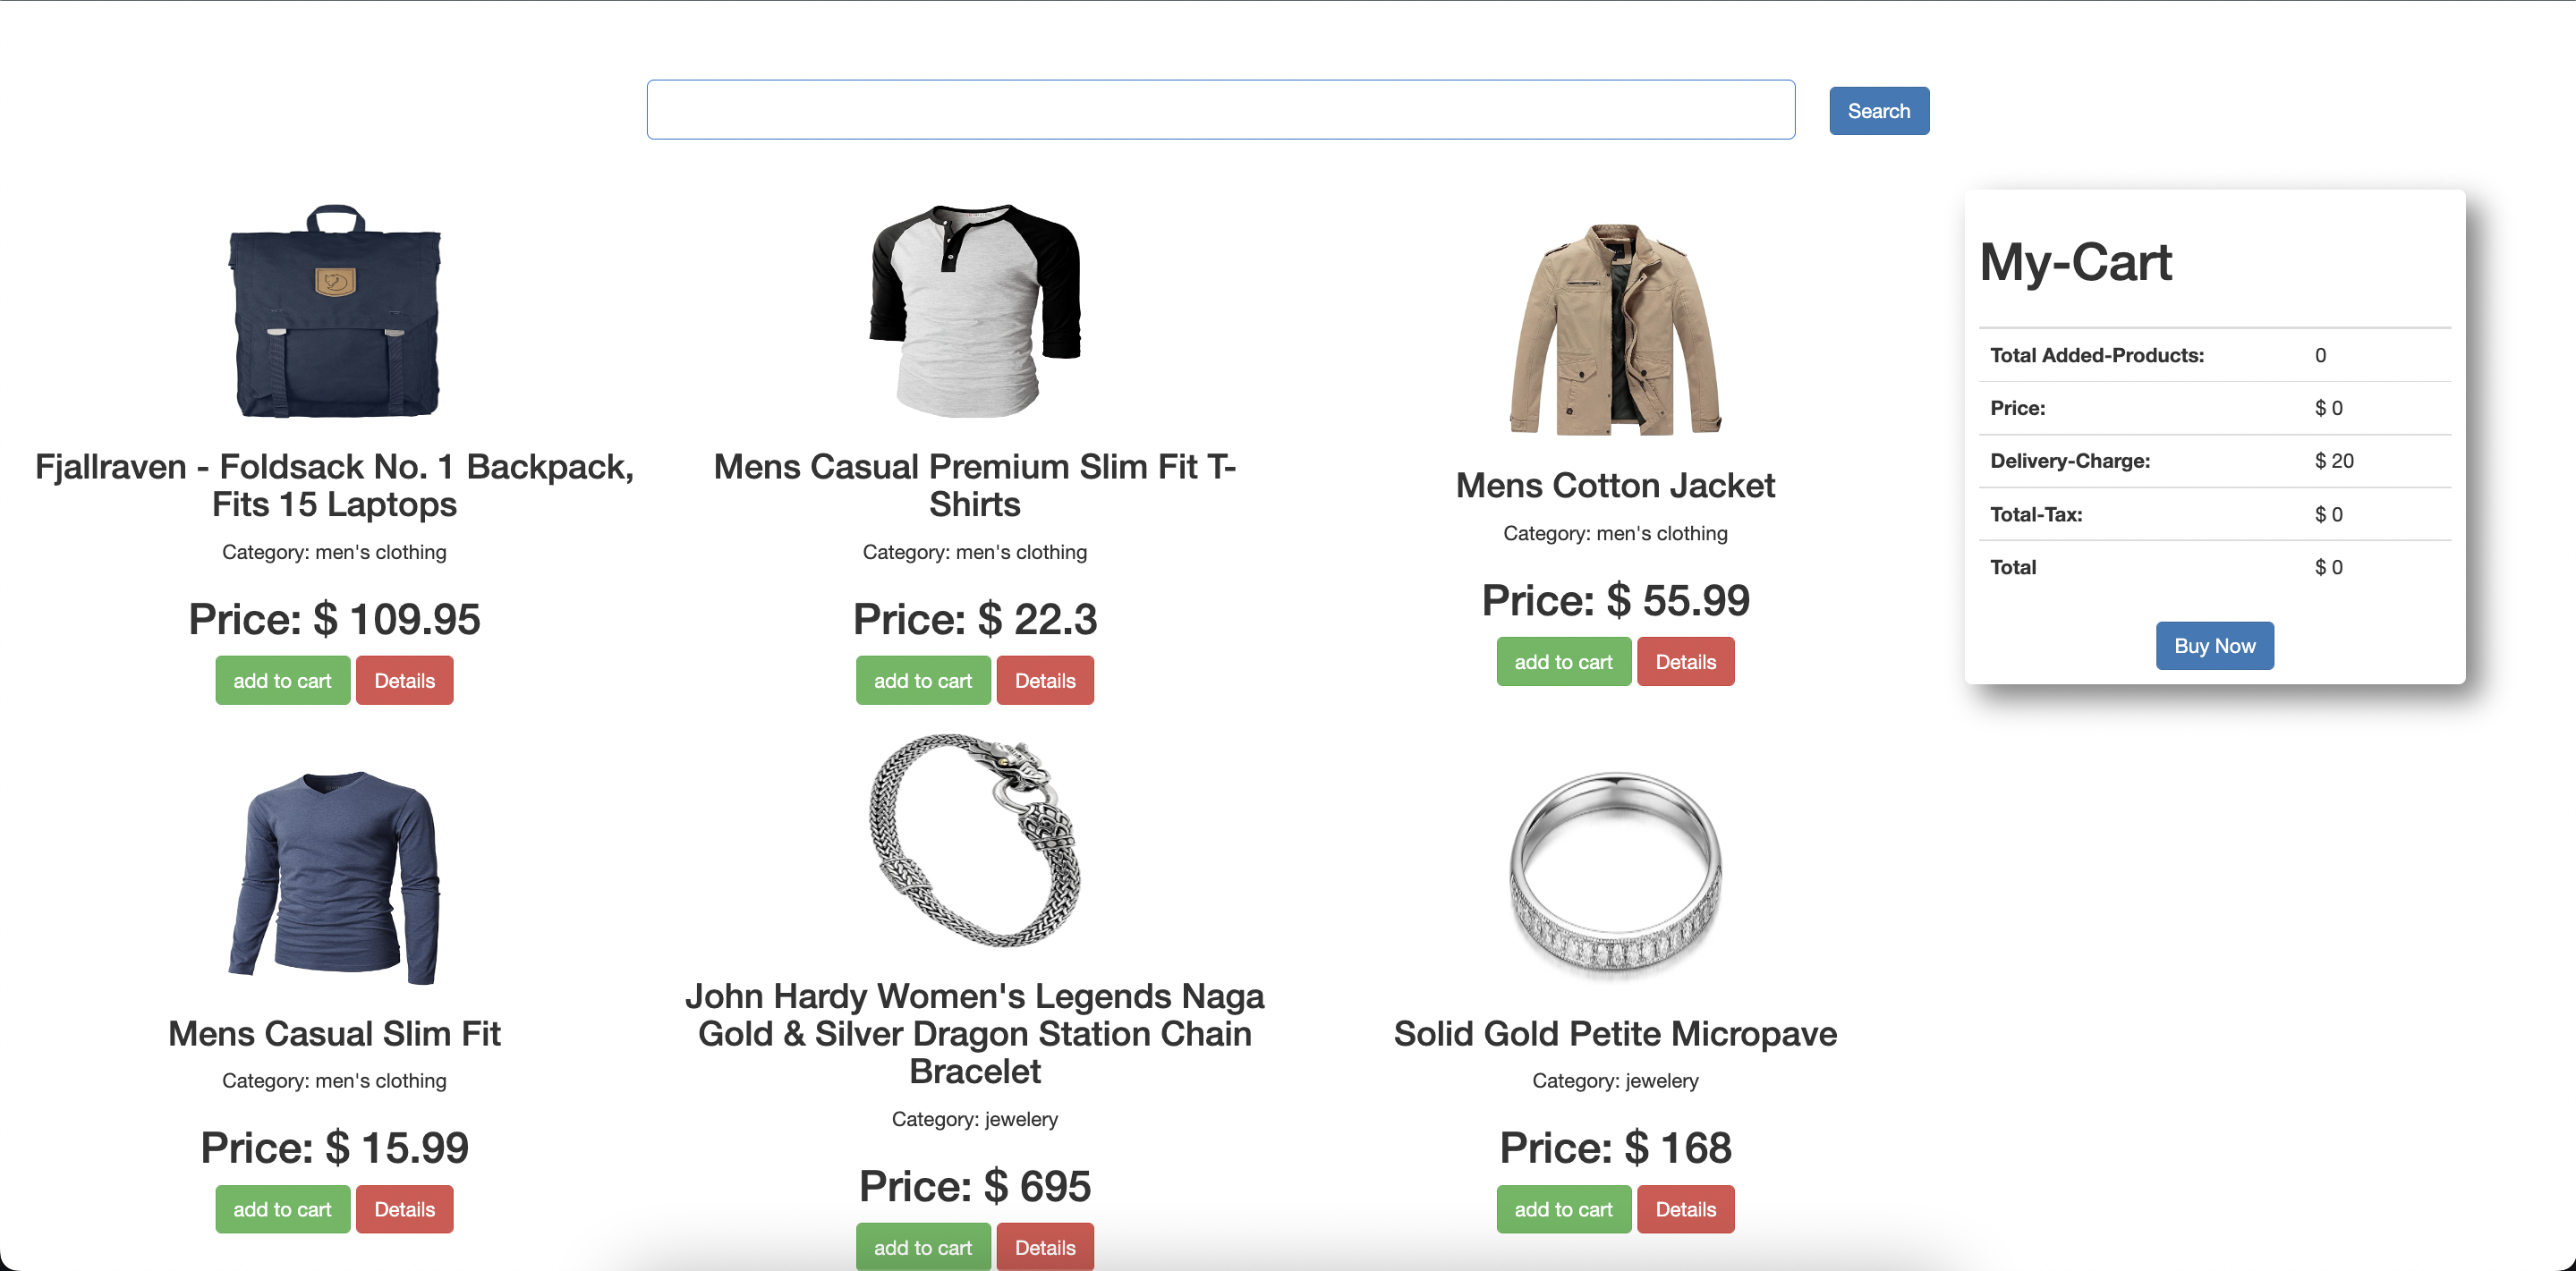 Search
Fjallraven - Foldsack No. 1 Backpack,
Fits 15 Laptops
Category: men's clothing
Price: $ 109.95
add to cart
Details
Mens Casual Premium Slim Fit T-
Shirts
Category: men's clothing
Price: $ 22.3
add to cart
Details
Mens Cotton Jacket
Category: men's clothing
Price: $ 55.99
add to cart
Details
My-Cart
Total Added-Products: 0
Price: $ 0
Delivery-Charge: $ 20
Total-Tax: $ 0
Total $ 0
Buy Now
Mens Casual Slim Fit
Category: men's clothing
Price: $ 15.99
add to cart
Details
John Hardy Women's Legends Naga
Gold & Silver Dragon Station Chain
Bracelet
Category: jewelery
Price: $ 695
add to cart
Details
Solid Gold Petite Micropave
Category: jewelery
Price: $ 168
add to cart
Details